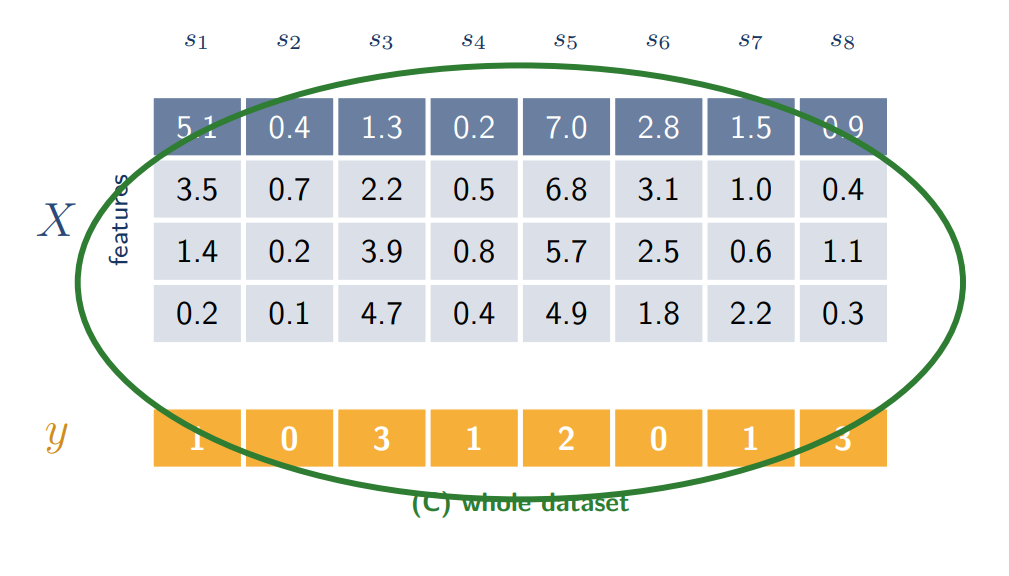 s1 s2 s3 s4 s5 s6 s7 s8
5.1 0.4 1.3 0.2 7.0 2.8 1.5 0.9
3.5 0.7 2.2 0.5 6.8 3.1 1.0 0.4
X
features
1.4 0.2 3.9 0.8 5.7 2.5 0.6 1.1
0.2 0.1 4.7 0.4 4.9 1.8 2.2 0.3
y 1 0 3 1 2 0 1 3
(C) whole dataset